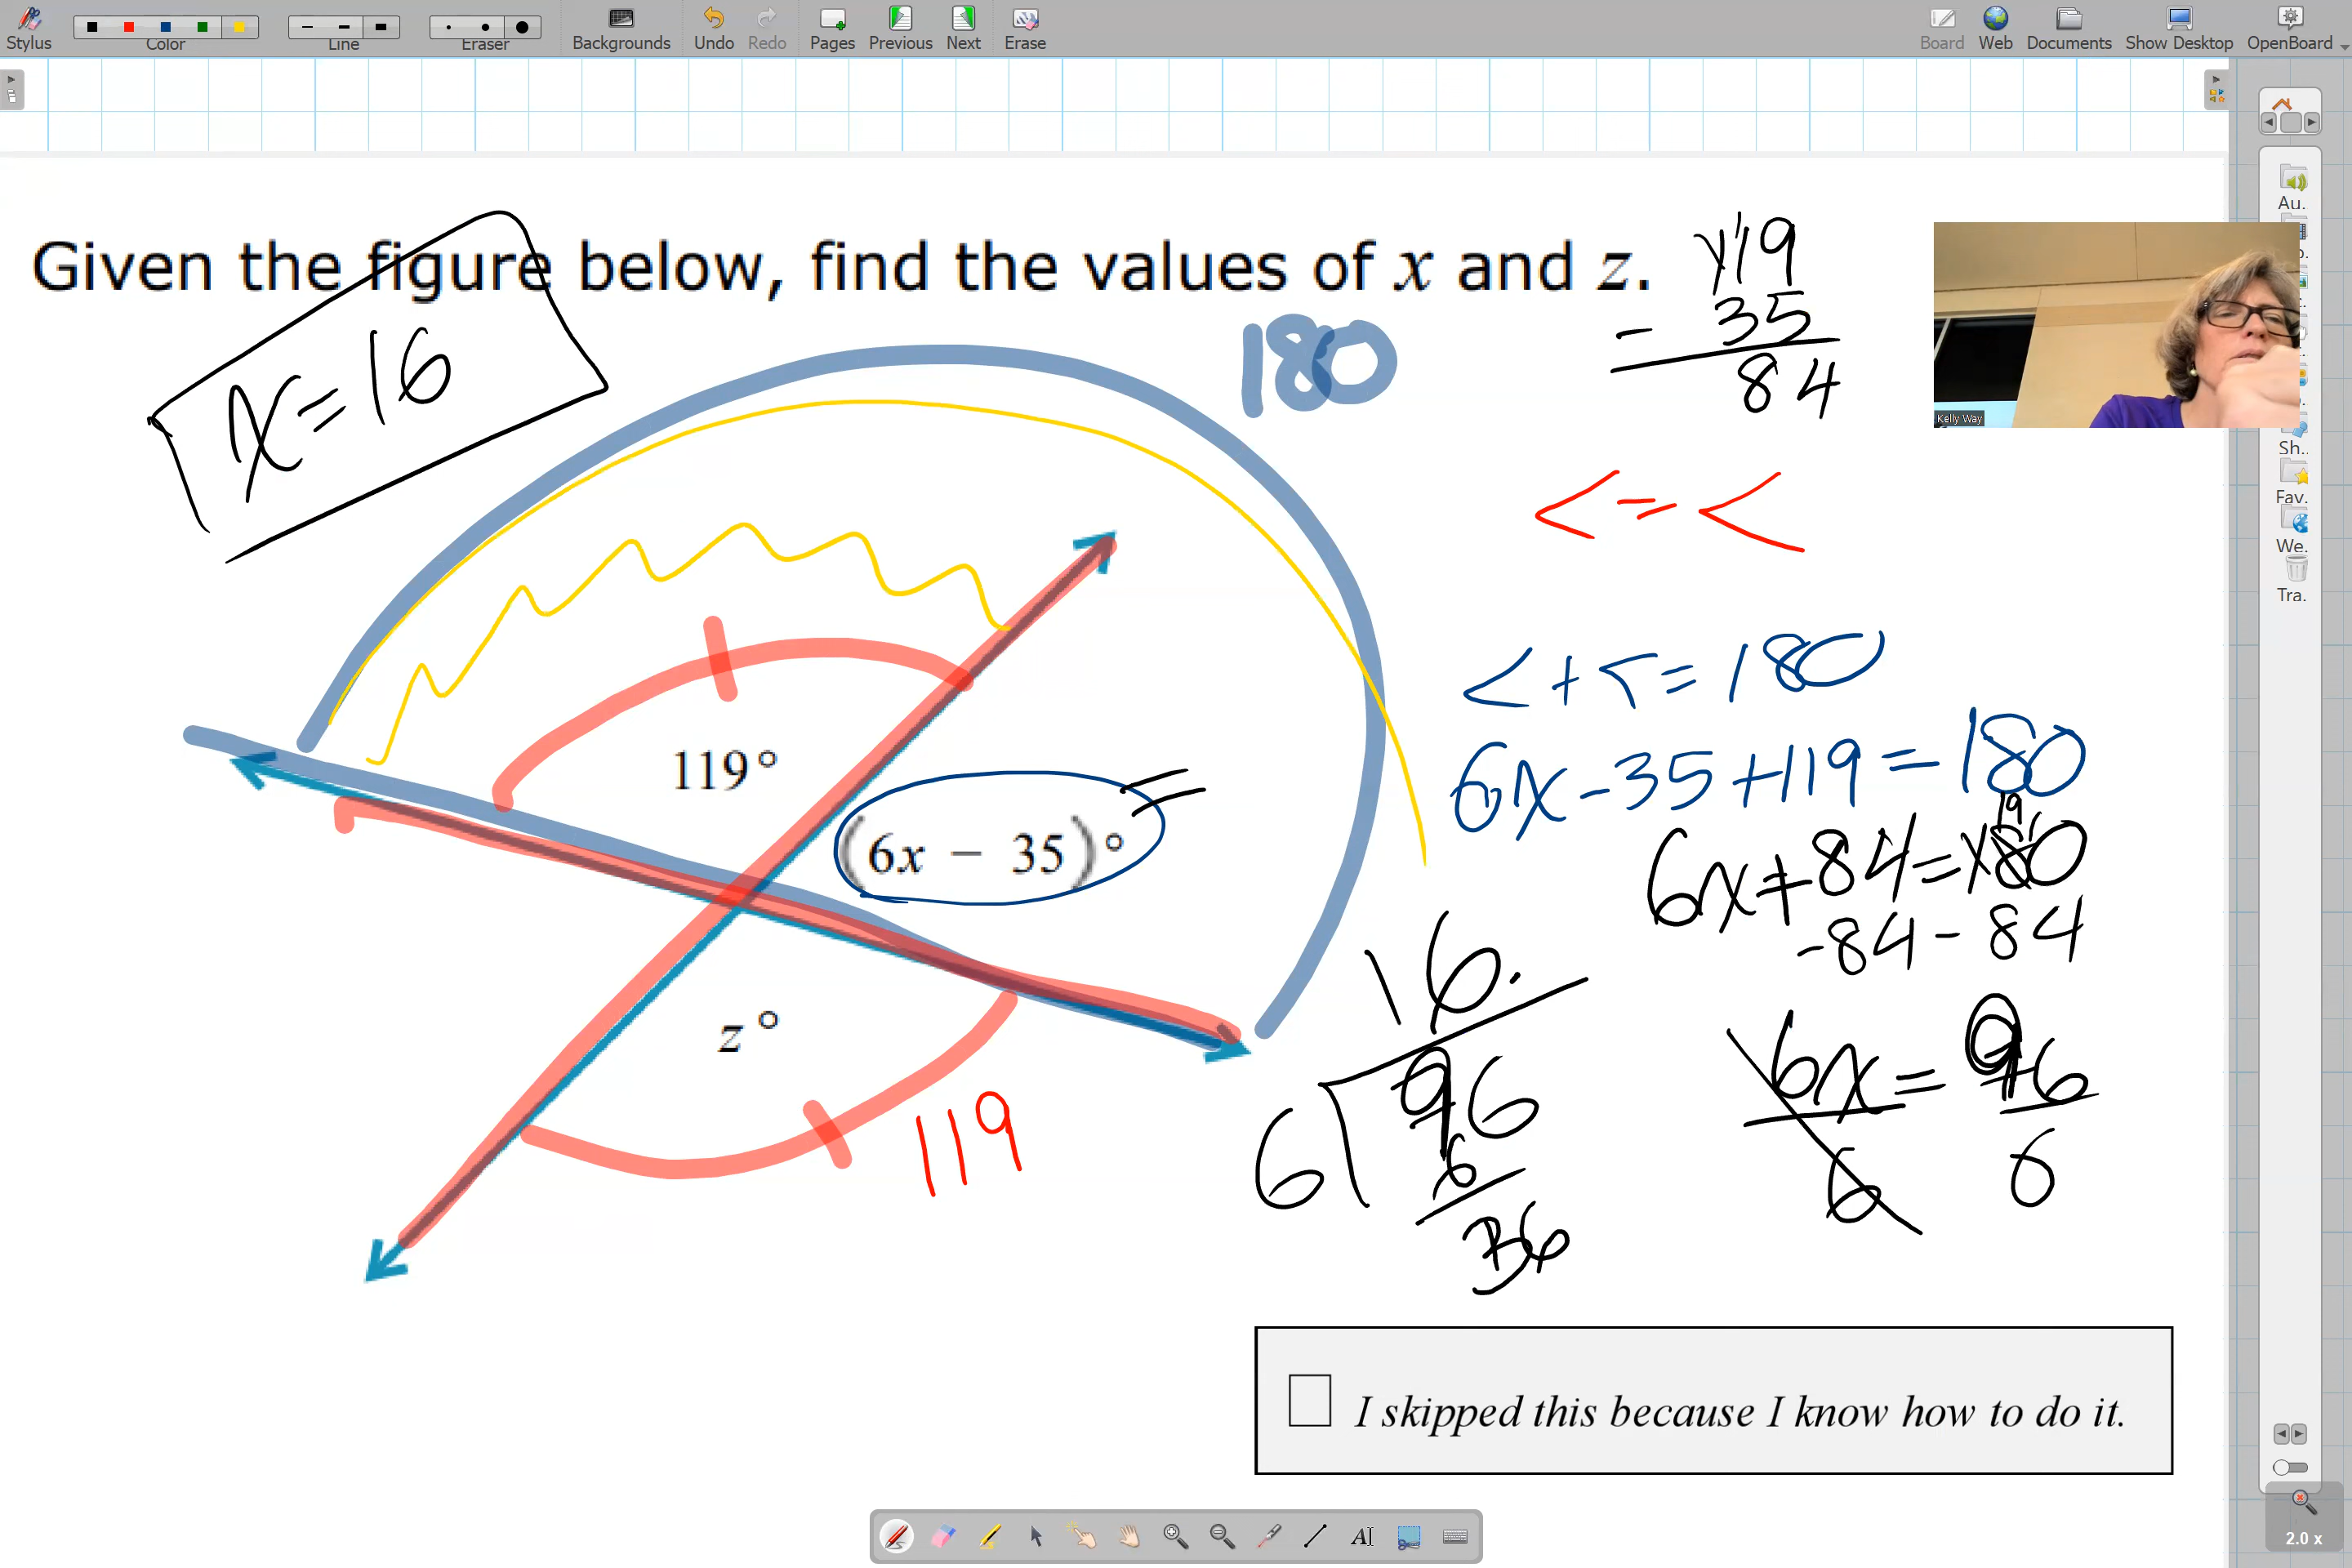 Stylus Color Line Eraser Backgrounds Undo Redo Pages Previous Next Erase Board Web Documents Show Desktop OpenBoard
Given the figure below, find the values of x and z.
119
- 35
84
Kelly Way
x=16
180
<=<
<+<=180
119°
6x-35+119=180
(6x - 35)°
6x+84=180
-84-84
z°
119
16.
6x=96
6 6
6 96
6
36
I skipped this because I know how to do it.
Au.
Sh..
Fav.
We.
Tra.
2.0 x